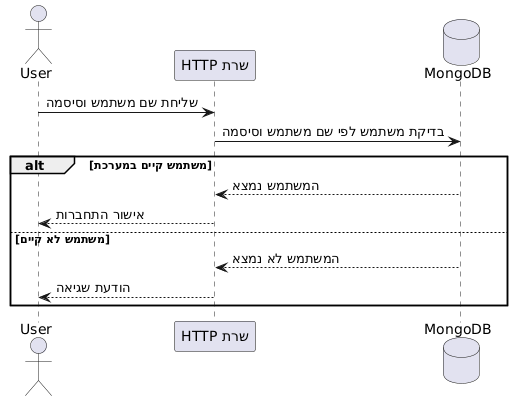 User
שרת HTTP
MongoDB
שליחת שם משתמש וסיסמה
בדיקת משתמש לפי שם משתמש וסיסמה
alt [משתמש קיים במערכת]
המשתמש נמצא
אישור התחברות
[משתמש לא קיים]
המשתמש לא נמצא
הודעת שגיאה
User
שרת HTTP
MongoDB